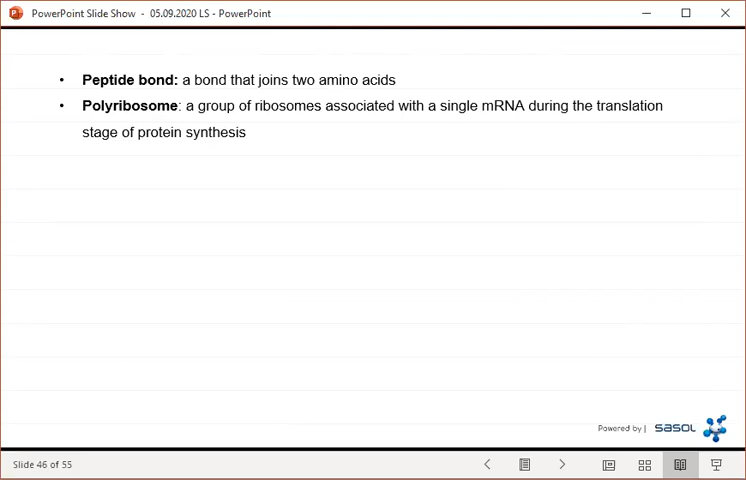 PowerPoint Slide Show - 05.09.2020 LS - PowerPoint
• Peptide bond: a bond that joins two amino acids
• Polyribosome: a group of ribosomes associated with a single mRNA during the translation
stage of protein synthesis
Powered by | sasol
Slide 46 of 55